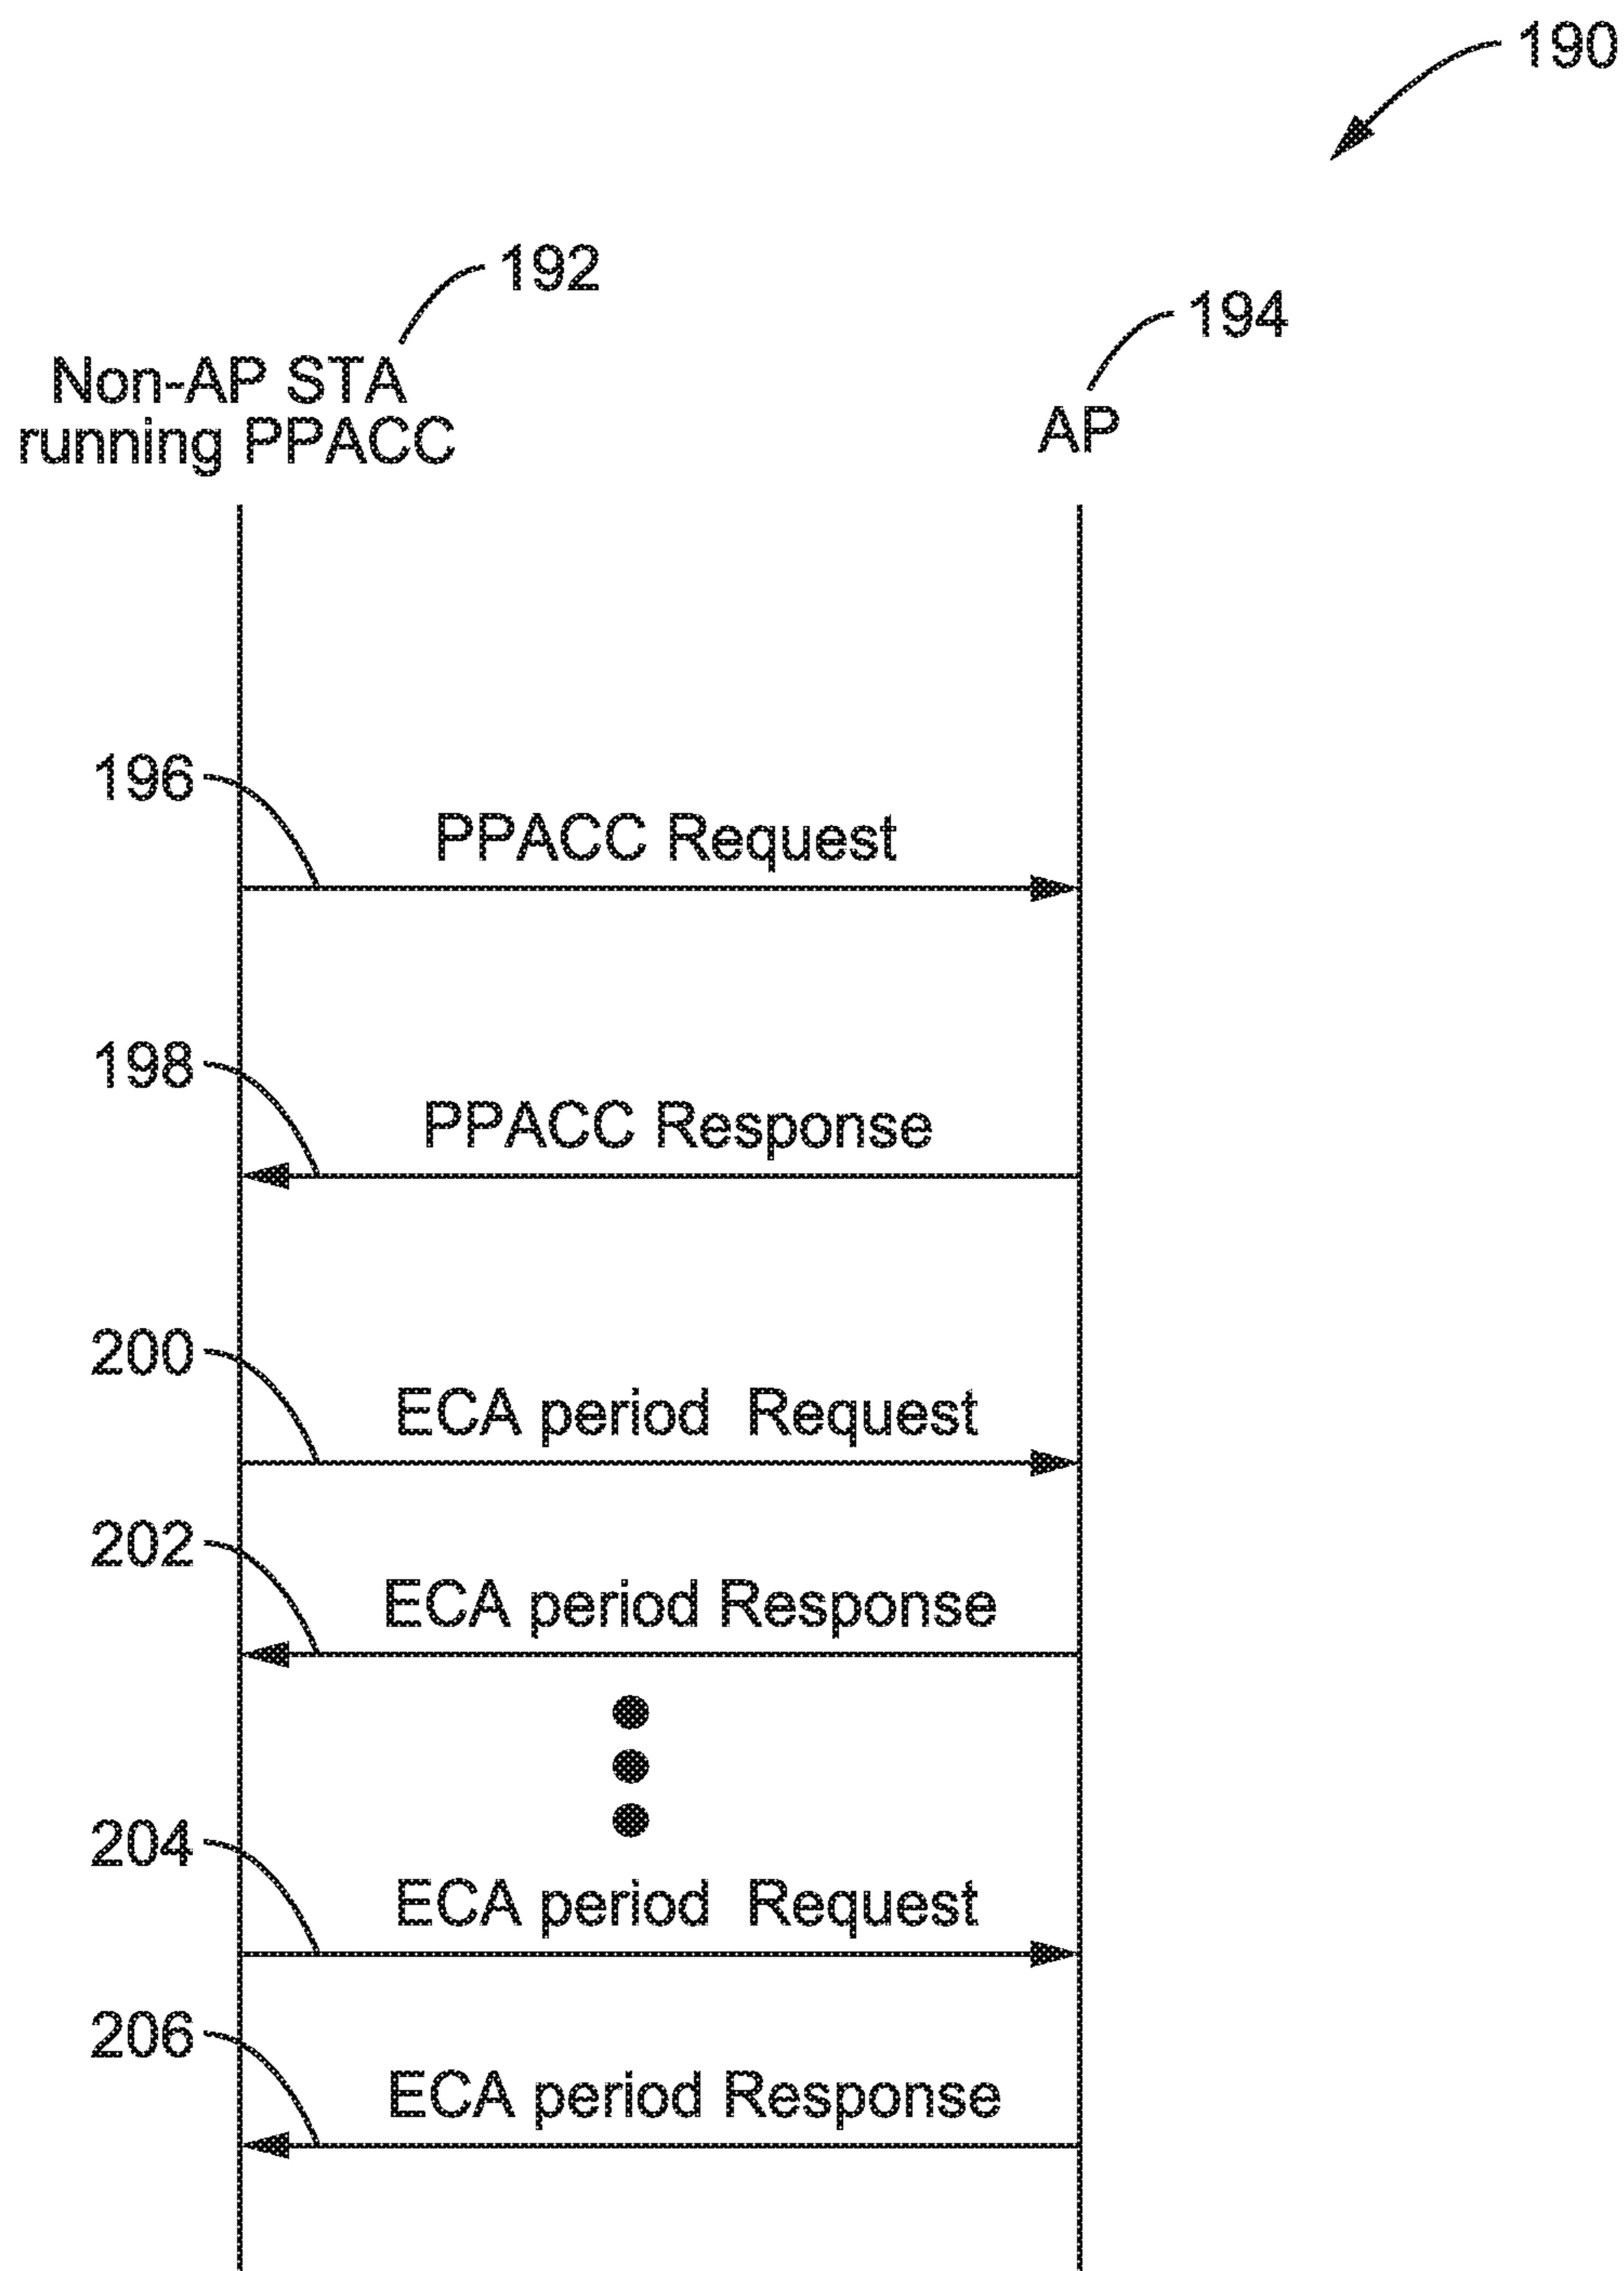 190
192
194
Non-AP STA
running PPACC
AP
196
PPACC Request
198
PPACC Response
200
ECA period Request
202
ECA period Response
204
ECA period Request
206
ECA period Response